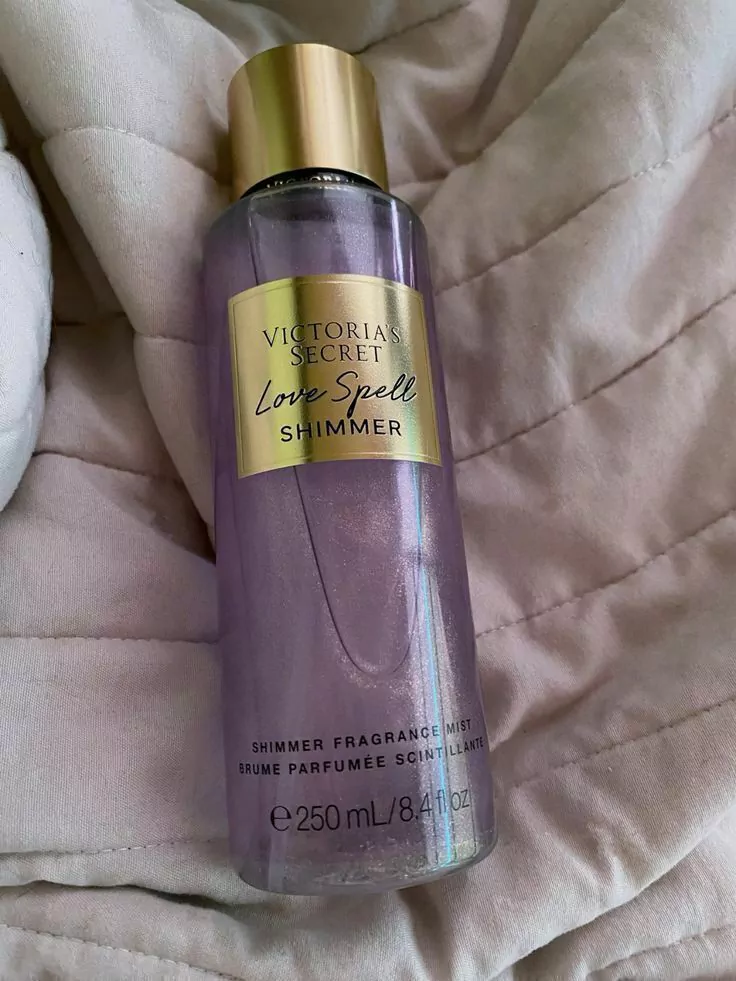 VICTORIA'S
SECRET
Love Spell
SHIMMER
SHIMMER FRAGRANCE MIST
BRUME PARFUMÉE SCINTILLANTE
℮ 250 mL/8.4 fl oz